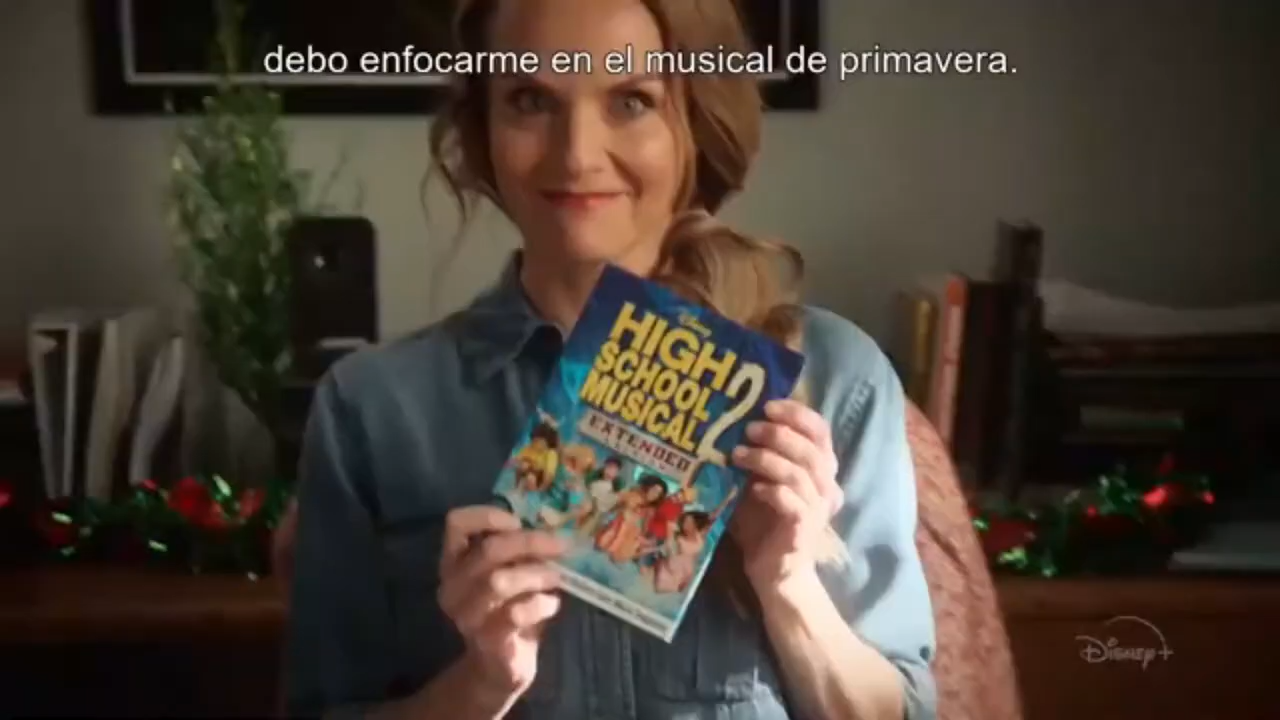 debo enfocarme en el musical de primavera.
Disney
HIGH
SCHOOL
MUSICAL 2
EXTENDED
Disney+